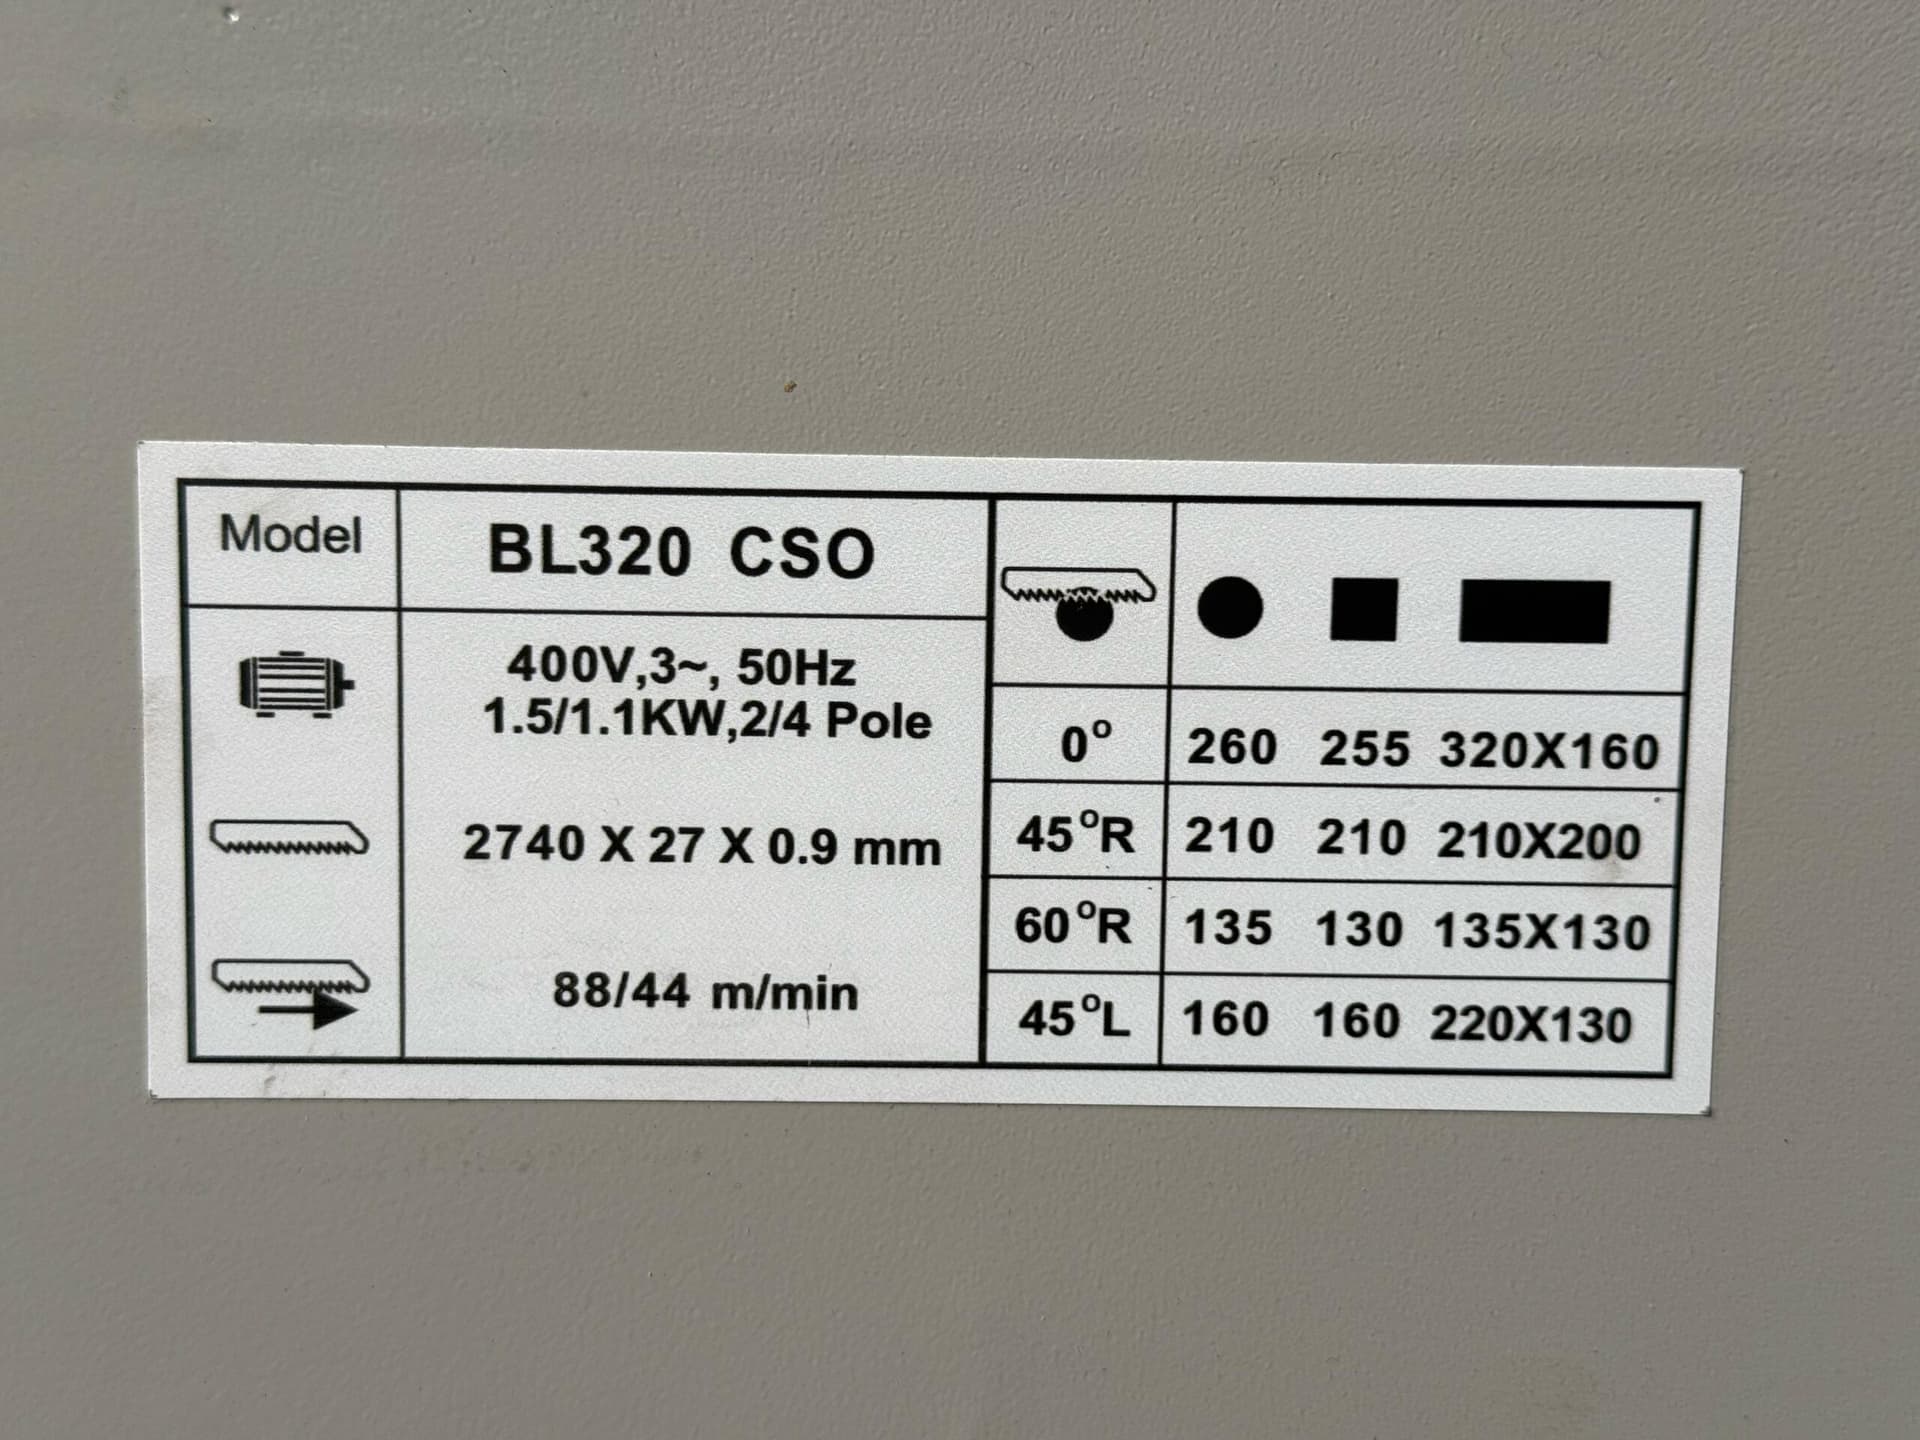 Model BL320 CSO
400V,3~, 50Hz
1.5/1.1KW,2/4 Pole
2740 X 27 X 0.9 mm
88/44 m/min
0° 260 255 320X160
45°R 210 210 210X200
60°R 135 130 135X130
45°L 160 160 220X130